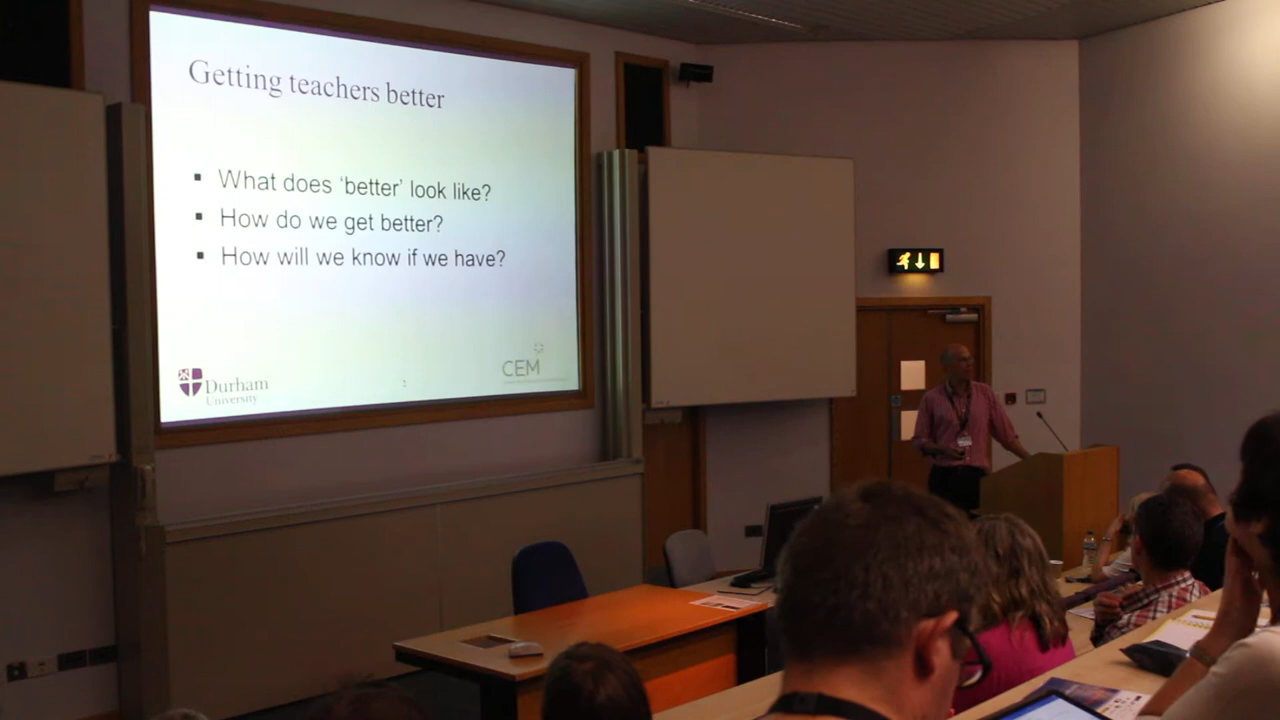 Getting teachers better
▪ What does ‘better’ look like?
▪ How do we get better?
▪ How will we know if we have?
Durham
University
CEM